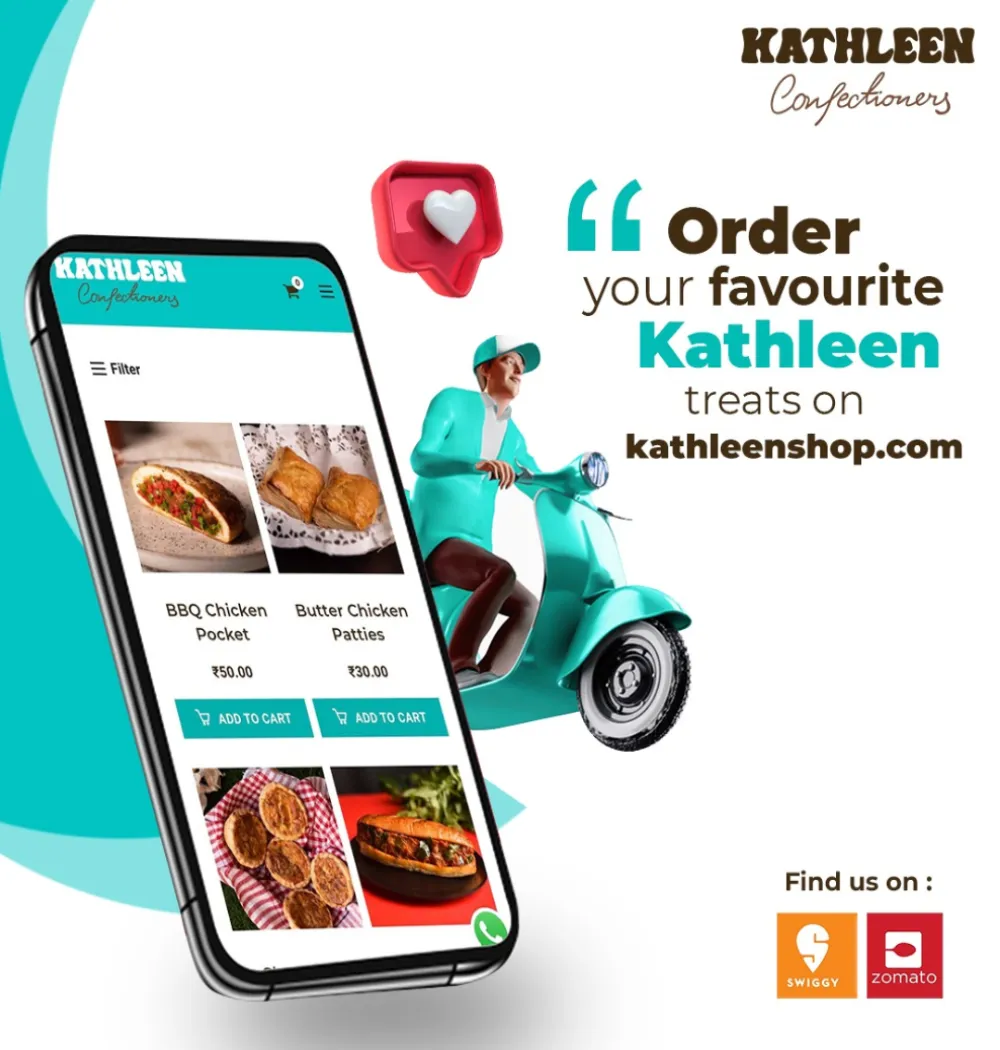 KATHLEEN
Confectioners
“ Order
your favourite
Kathleen
treats on
kathleenshop.com
KATHLEEN
Confectioners
0
Filter
BBQ Chicken
Pocket
₹50.00
ADD TO CART
Butter Chicken
Patties
₹30.00
ADD TO CART
Find us on :
SWIGGY
zomato